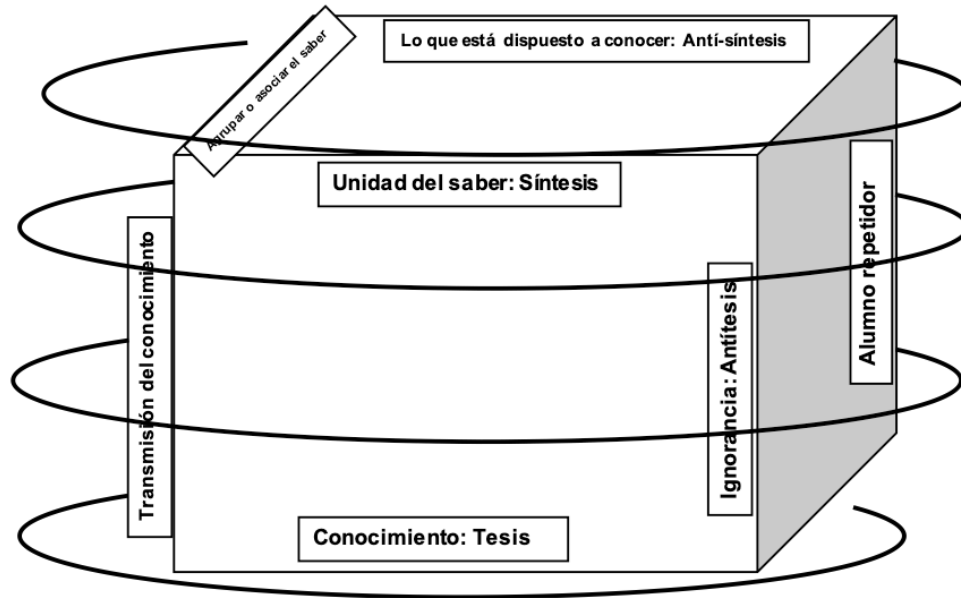 Lo que está dispuesto a conocer: Antí-síntesis
Agrupar o asociar el saber
Unidad del saber: Síntesis
Transmisión del conocimiento
Ignorancia: Antítesis
Alumno repetidor
Conocimiento: Tesis